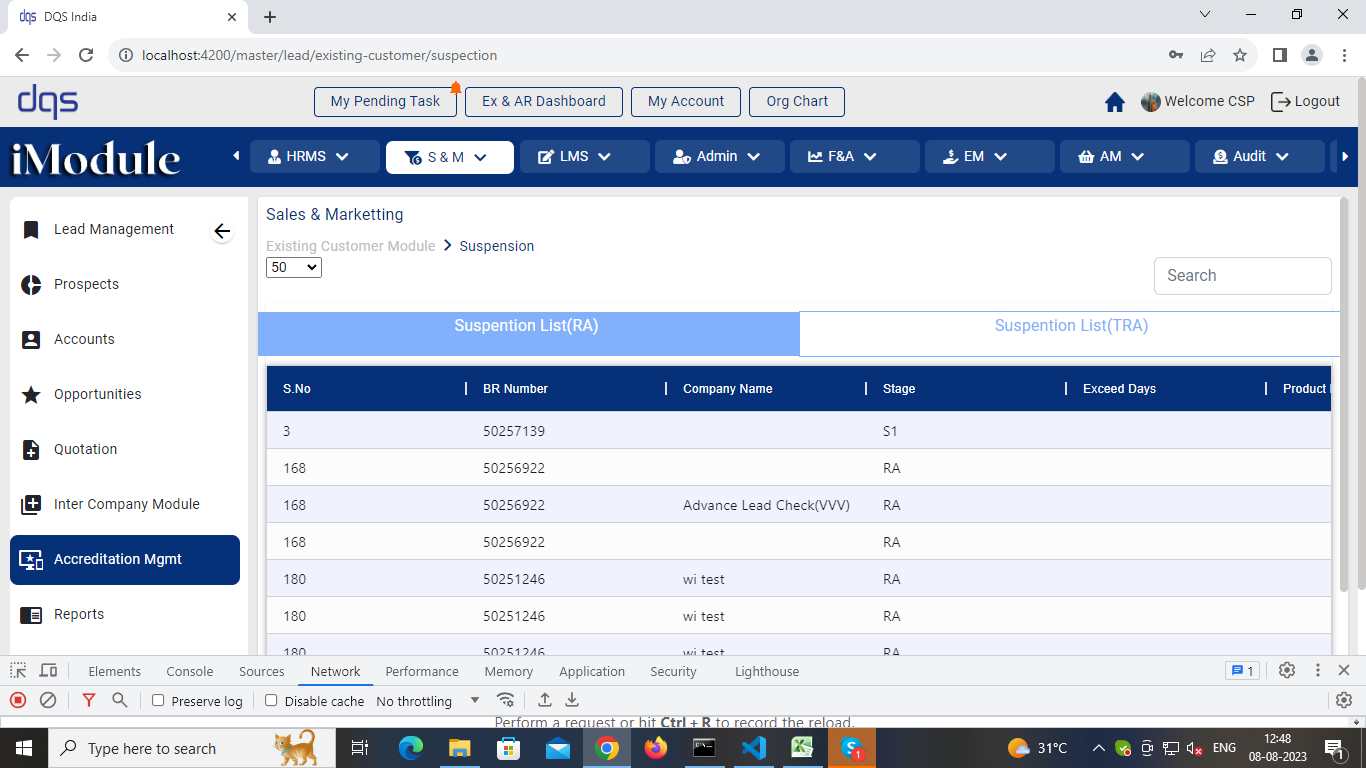 DQS India
localhost:4200/master/lead/existing-customer/suspection
dqs
My Pending Task
Ex & AR Dashboard
My Account
Org Chart
Welcome CSP
Logout
iModule
HRMS
S & M
LMS
Admin
F&A
EM
AM
Audit
Lead Management
Prospects
Accounts
Opportunities
Quotation
Inter Company Module
Accreditation Mgmt
Reports
Sales & Marketting
Existing Customer Module > Suspension
50
Search
Suspention List(RA)
Suspention List(TRA)
S.No | BR Number | Company Name | Stage | Exceed Days | Product
3 50257139 S1
168 50256922 RA
168 50256922 Advance Lead Check(VVV) RA
168 50256922 RA
180 50251246 wi test RA
180 50251246 wi test RA
180 50251246 wi test RA
Elements Console Sources Network Performance Memory Application Security Lighthouse 1
Preserve log Disable cache No throttling
Perform a request or hit Ctrl + R to record the reload.
Type here to search
31°C
ENG
12:48
08-08-2023
1
1